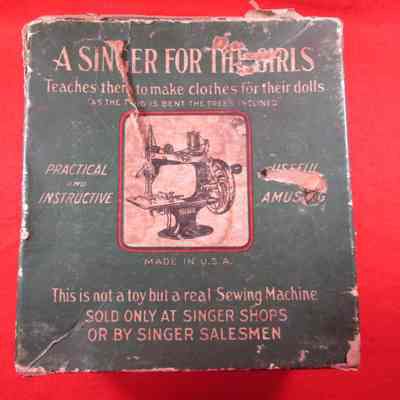 A SINGER FOR THE GIRLS
Teaches them to make clothes for their dolls
"AS THE TWIG IS BENT THE TREE'S INCLINED"
PRACTICAL
AND
INSTRUCTIVE
USEFUL
AMUSING
MADE IN U.S.A.
This is not a toy but a real Sewing Machine
SOLD ONLY AT SINGER SHOPS
OR BY SINGER SALESMEN